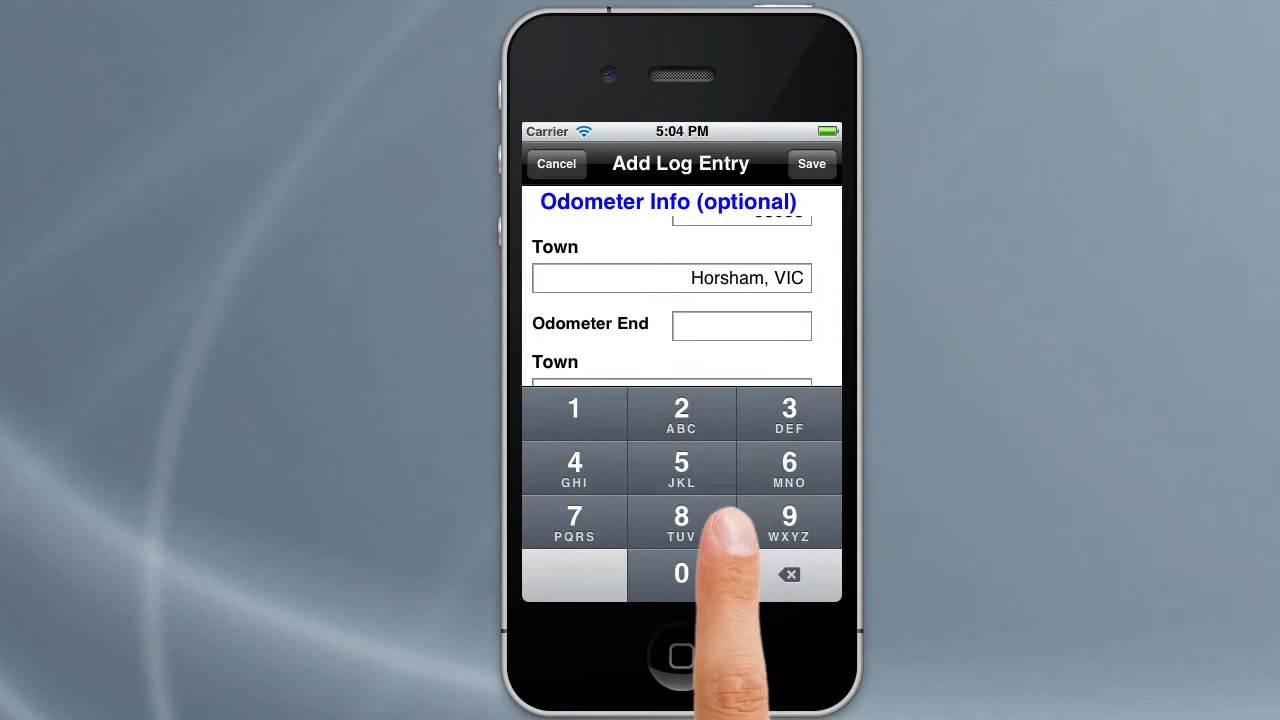 Carrier 5:04 PM
Cancel Add Log Entry Save
Odometer Info (optional)
Town
Horsham, VIC
Odometer End
Town
1 2 3
ABC DEF
4 5 6
GHI JKL MNO
7 8 9
PQRS TUV WXYZ
0